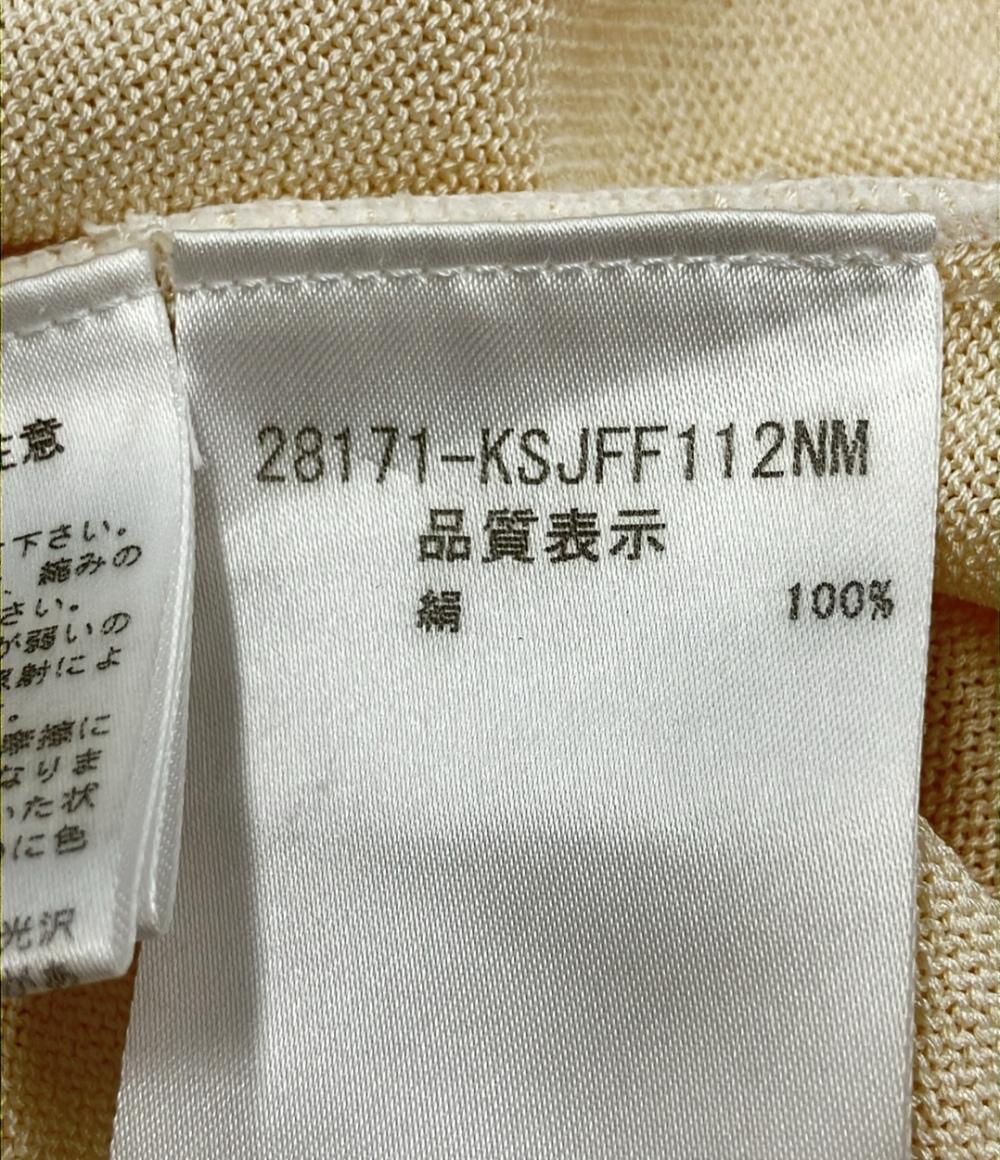 28171-KSJFF112NM
品質表示
絹 100%
意
下さい。
縮みの
さい。
が弱いの
射によ
。
摩擦に
なりま
いた状
に色
光沢